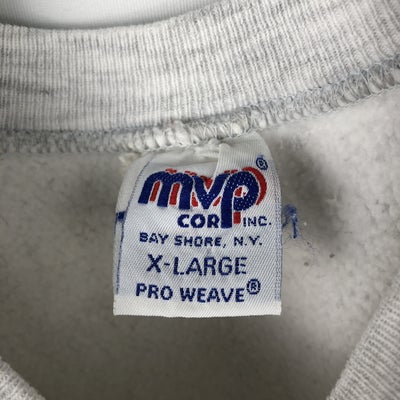 mvp®
CORP INC.
BAY SHORE, N.Y.
X-LARGE
PRO WEAVE®